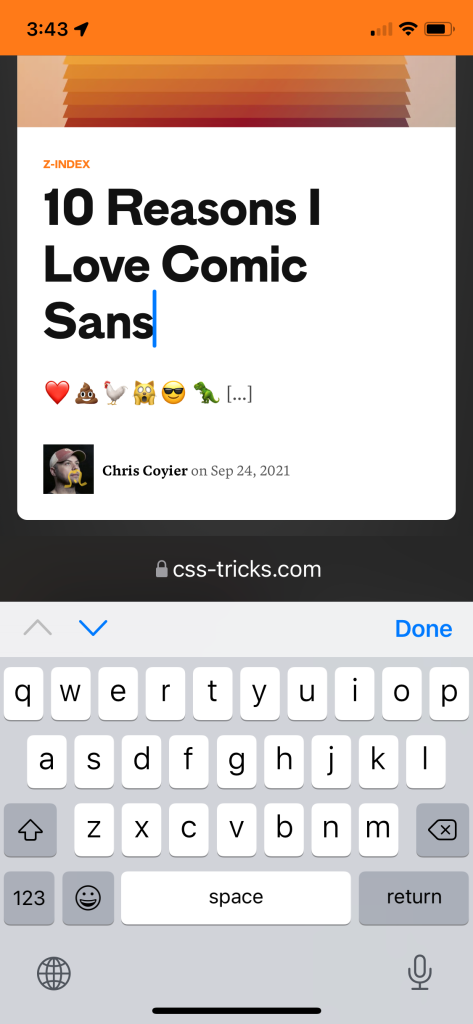 3:43
Z-INDEX
10 Reasons I
Love Comic
Sans
[...]
Chris Coyier on Sep 24, 2021
css-tricks.com
Done
q w e r t y u i o p
a s d f g h j k l
z x c v b n m
123 space return